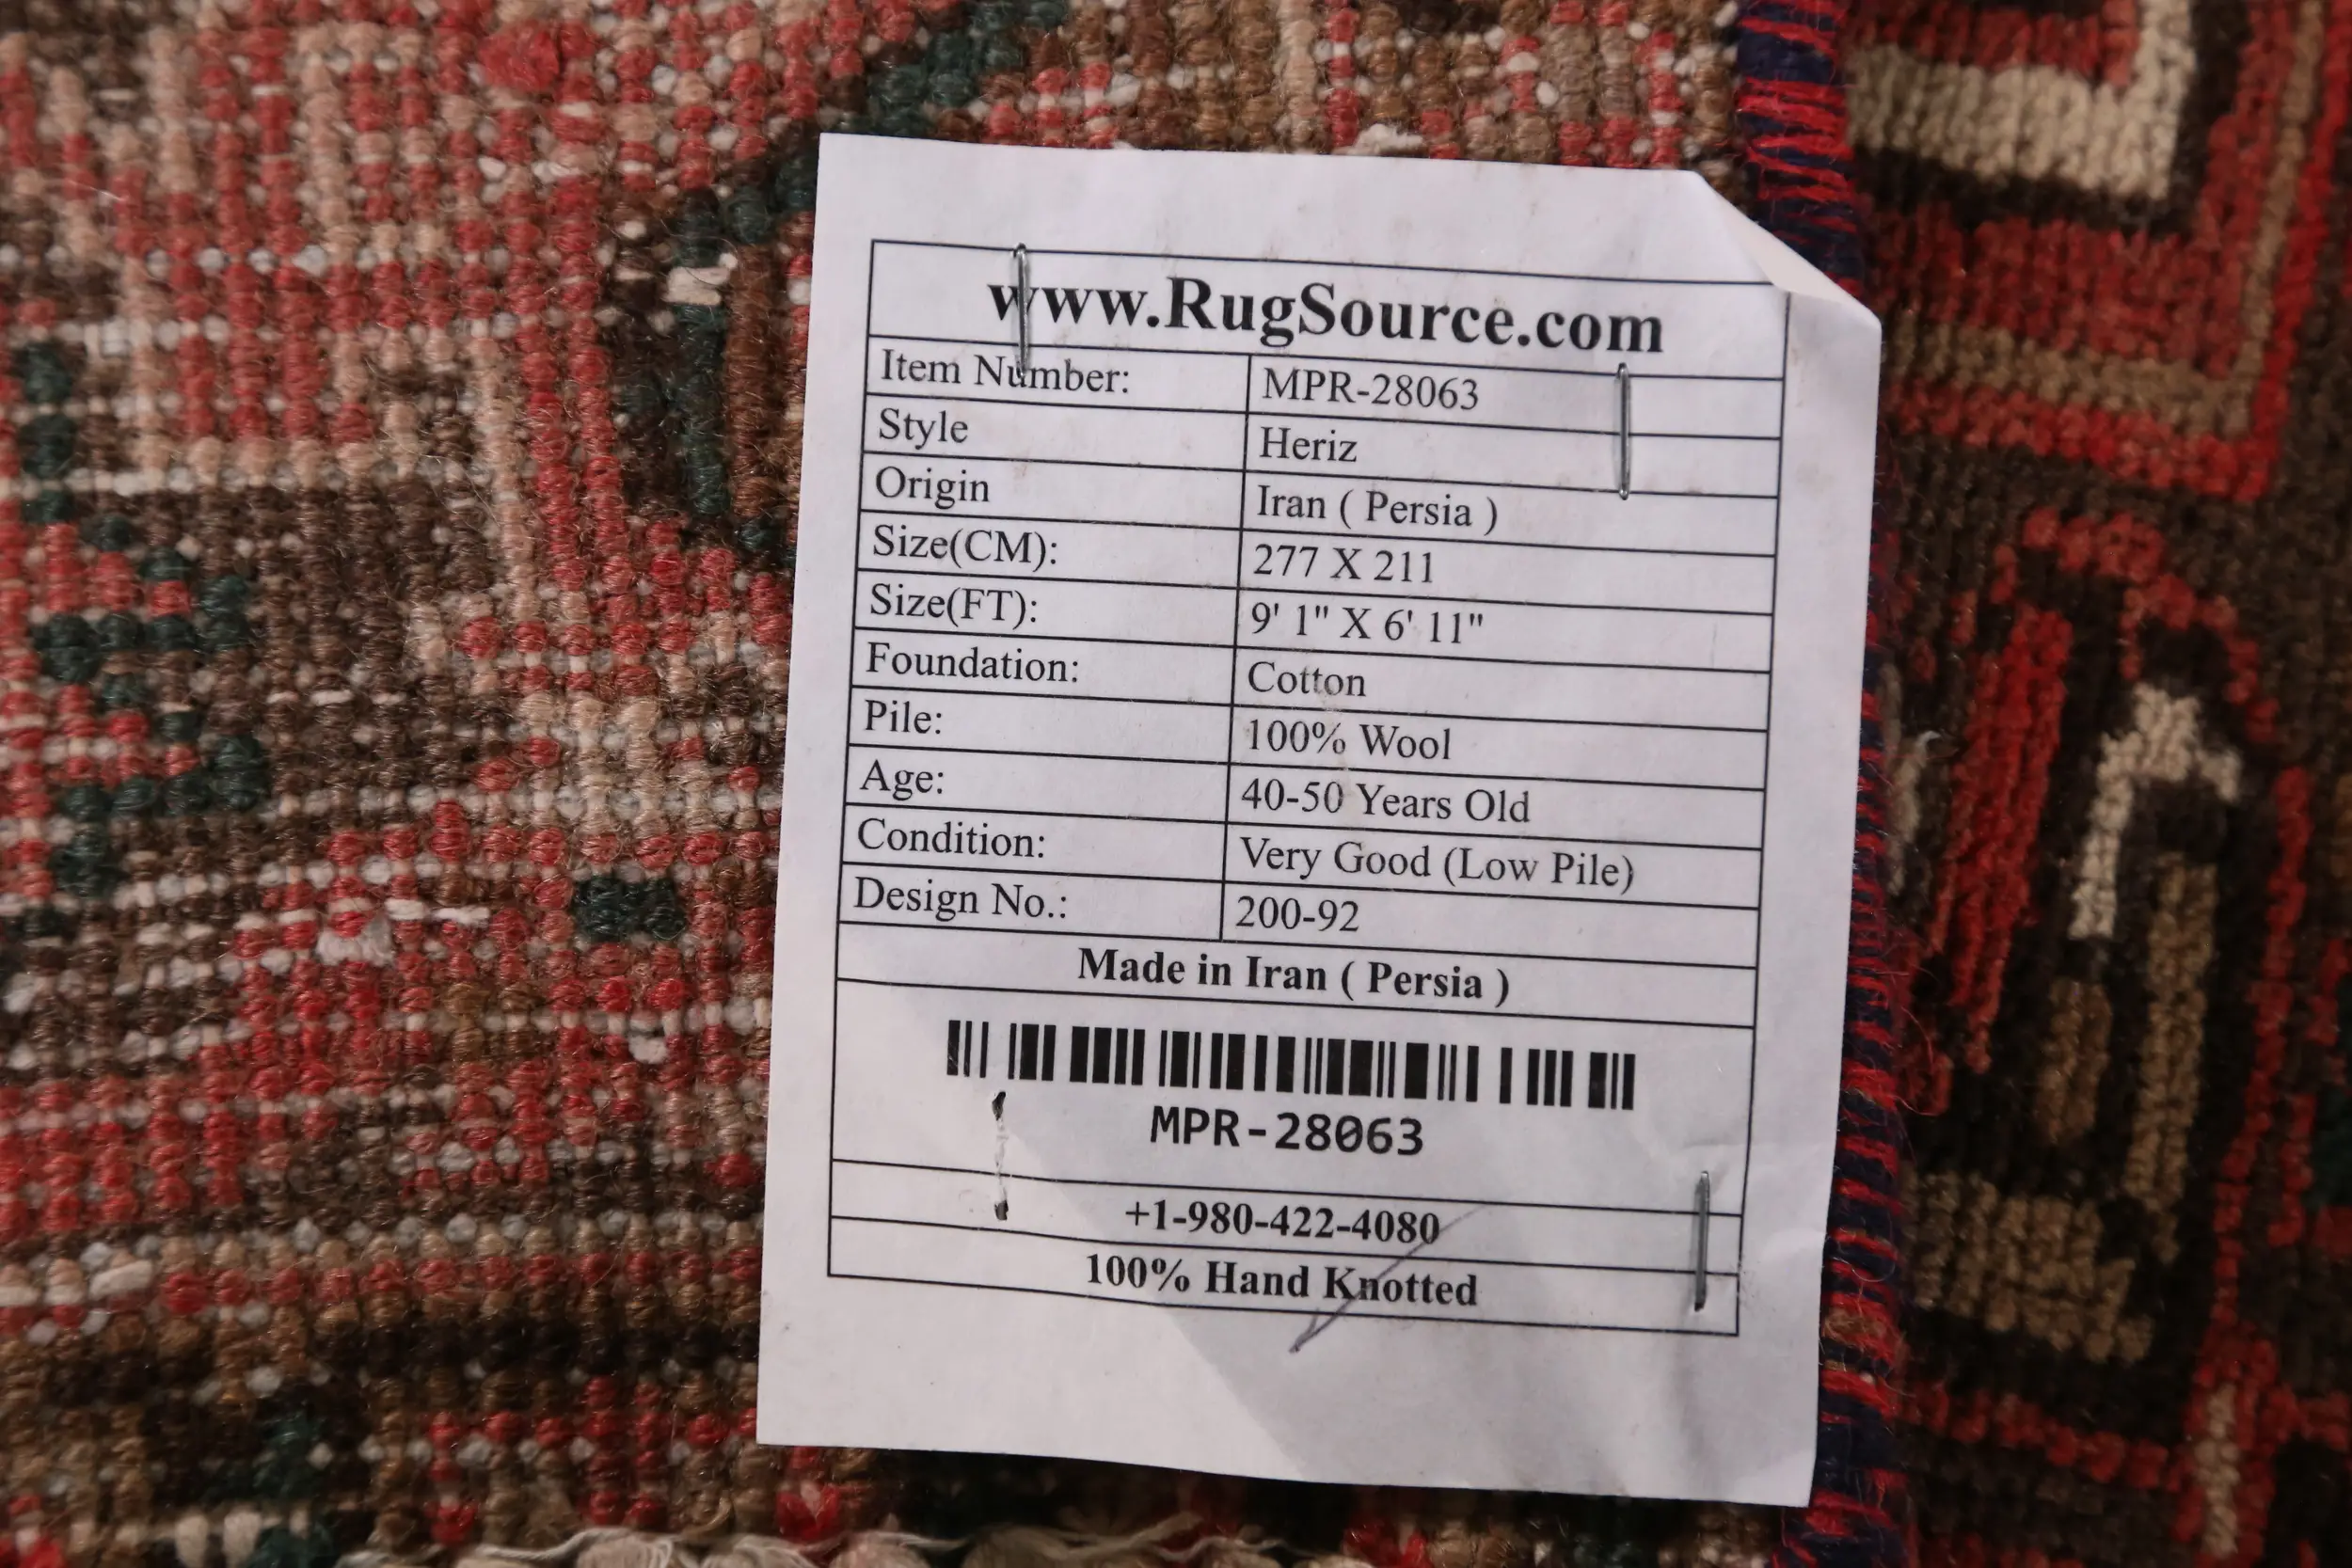 www.RugSource.com
Item Number: MPR-28063
Style Heriz
Origin Iran ( Persia )
Size(CM): 277 X 211
Size(FT): 9' 1" X 6' 11"
Foundation: Cotton
Pile: 100% Wool
Age: 40-50 Years Old
Condition: Very Good (Low Pile)
Design No.: 200-92
Made in Iran ( Persia )
MPR-28063
+1-980-422-4080
100% Hand Knotted